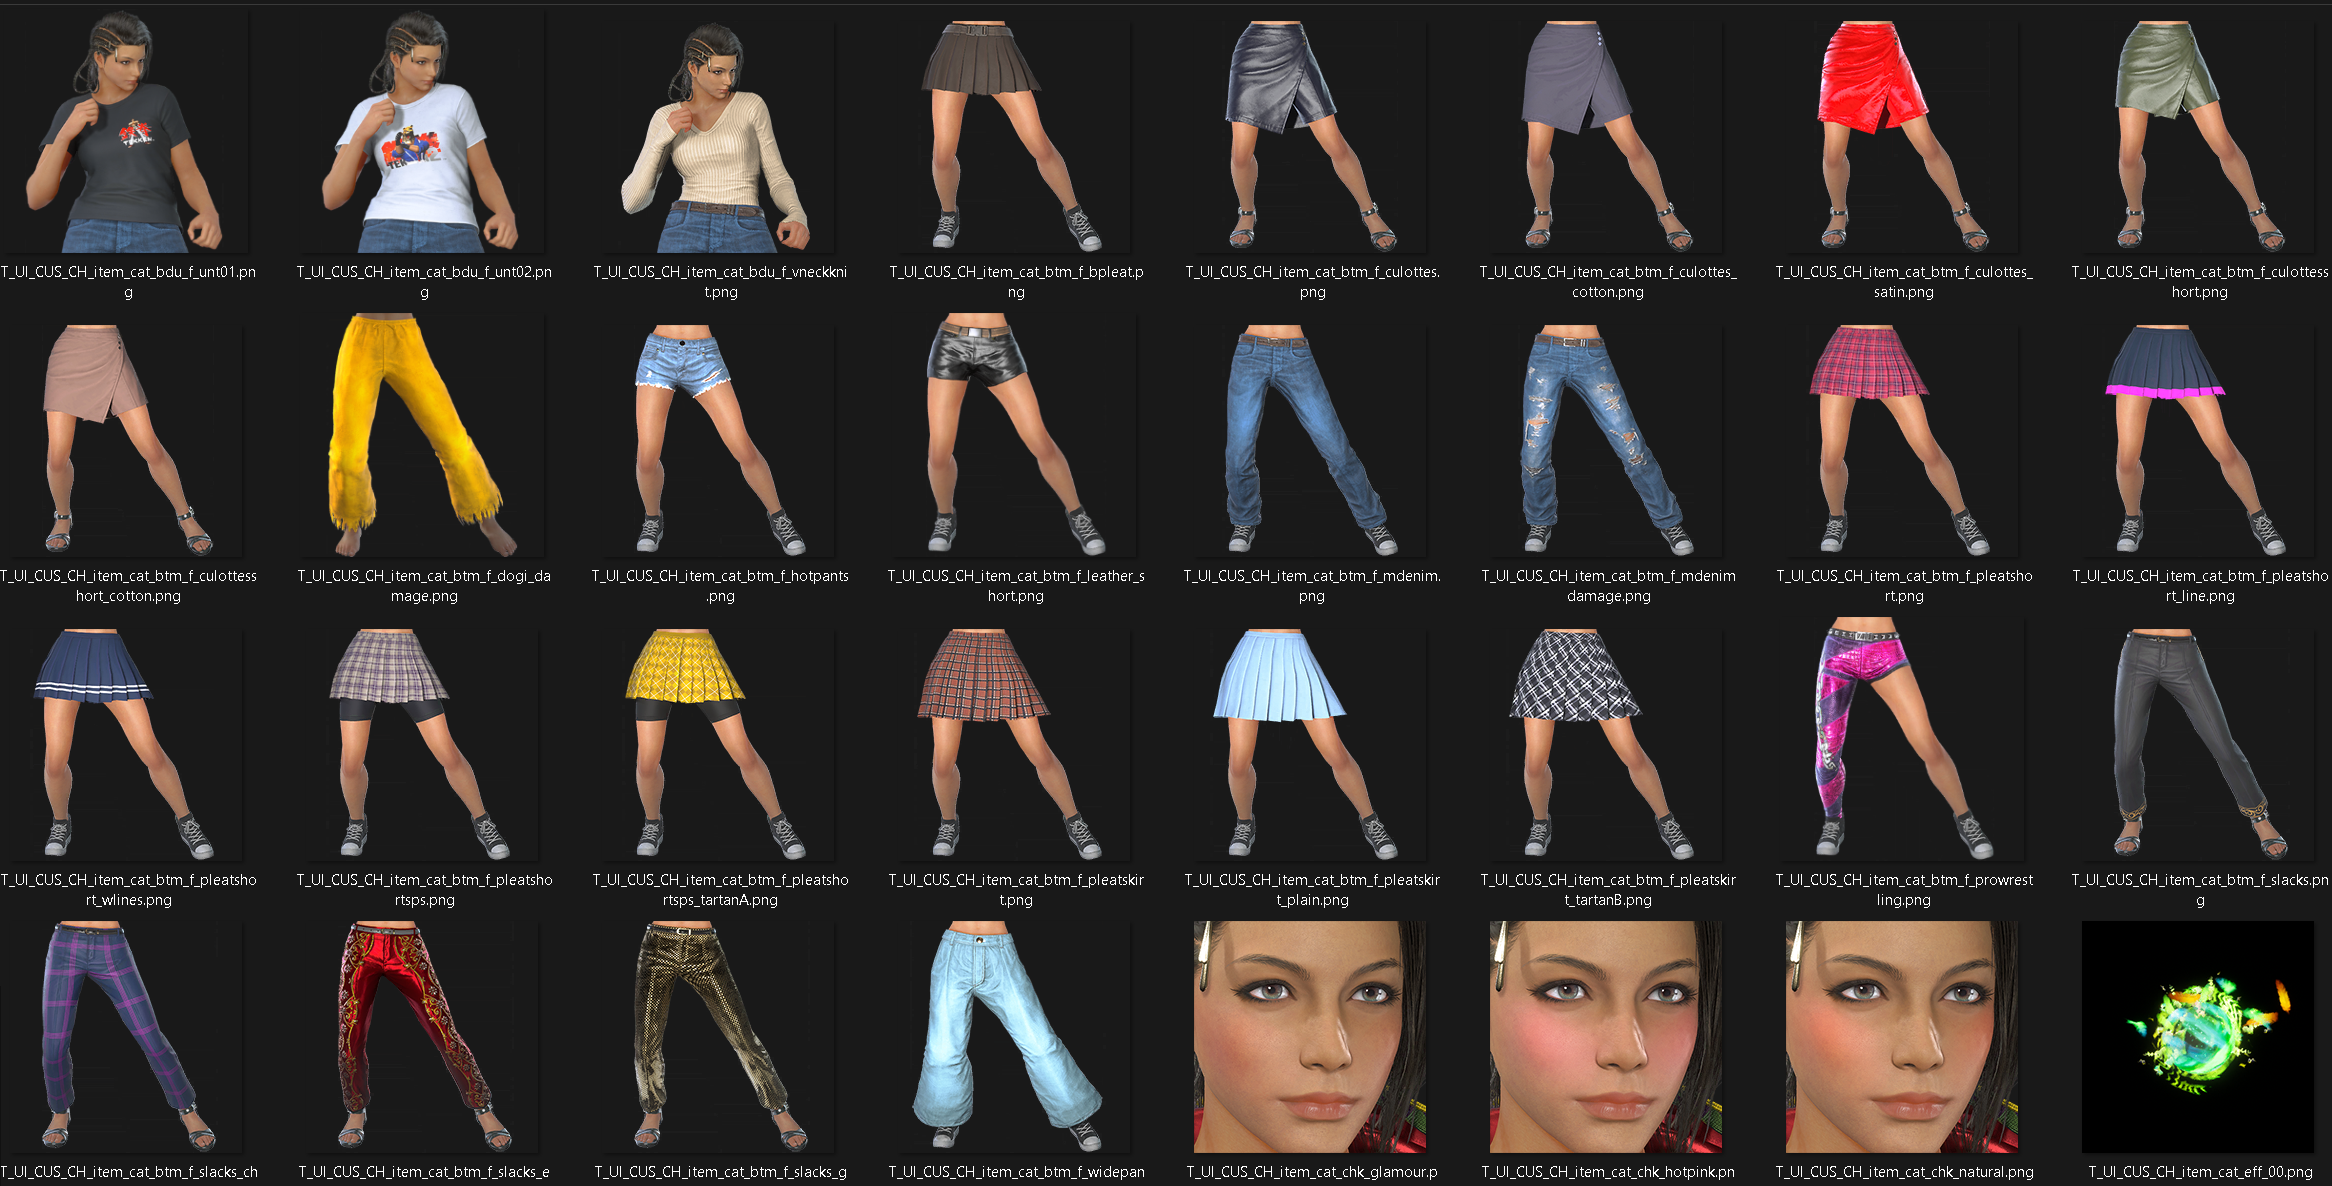 TEKKEN
T_UI_CUS_CH_item_cat_bdu_f_unt01.pn
g
T_UI_CUS_CH_item_cat_bdu_f_unt02.pn
g
T_UI_CUS_CH_item_cat_bdu_f_vneckkni
t.png
T_UI_CUS_CH_item_cat_btm_f_bpleat.p
ng
T_UI_CUS_CH_item_cat_btm_f_culottes.
png
T_UI_CUS_CH_item_cat_btm_f_culottes_
cotton.png
T_UI_CUS_CH_item_cat_btm_f_culottes_
satin.png
T_UI_CUS_CH_item_cat_btm_f_culottess
hort.png
T_UI_CUS_CH_item_cat_btm_f_culottess
hort_cotton.png
T_UI_CUS_CH_item_cat_btm_f_dogi_da
mage.png
T_UI_CUS_CH_item_cat_btm_f_hotpants
.png
T_UI_CUS_CH_item_cat_btm_f_leather_s
hort.png
T_UI_CUS_CH_item_cat_btm_f_mdenim.
png
T_UI_CUS_CH_item_cat_btm_f_mdenim
damage.png
T_UI_CUS_CH_item_cat_btm_f_pleatsho
rt.png
T_UI_CUS_CH_item_cat_btm_f_pleatsho
rt_line.png
T_UI_CUS_CH_item_cat_btm_f_pleatsho
rt_wlines.png
T_UI_CUS_CH_item_cat_btm_f_pleatsho
rtsps.png
T_UI_CUS_CH_item_cat_btm_f_pleatsho
rtsps_tartanA.png
T_UI_CUS_CH_item_cat_btm_f_pleatskir
t.png
T_UI_CUS_CH_item_cat_btm_f_pleatskir
t_plain.png
T_UI_CUS_CH_item_cat_btm_f_pleatskir
t_tartanB.png
T_UI_CUS_CH_item_cat_btm_f_prowrest
ling.png
T_UI_CUS_CH_item_cat_btm_f_slacks.pn
g
T_UI_CUS_CH_item_cat_btm_f_slacks_ch
T_UI_CUS_CH_item_cat_btm_f_slacks_e
T_UI_CUS_CH_item_cat_btm_f_slacks_g
T_UI_CUS_CH_item_cat_btm_f_widepan
T_UI_CUS_CH_item_cat_chk_glamour.p
T_UI_CUS_CH_item_cat_chk_hotpink.pn
T_UI_CUS_CH_item_cat_chk_natural.png
T_UI_CUS_CH_item_cat_eff_00.png